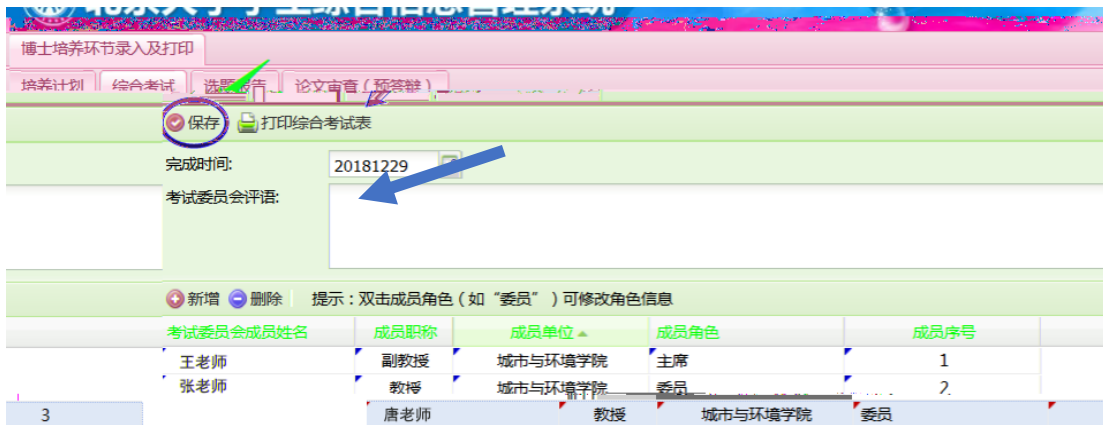 博士培养环节录入及打印
培养计划 综合考试 选题报告 论文审查（预答辩）
保存 打印综合考试表
完成时间: 20181229
考试委员会评语:
新增 删除 提示：双击成员角色（如“委员”）可修改角色信息
考试委员会成员姓名 成员职称 成员单位 成员角色 成员序号
王老师 副教授 城市与环境学院 主席 1
张老师 教授 城市与环境学院 委员 2
3 唐老师 教授 城市与环境学院 委员